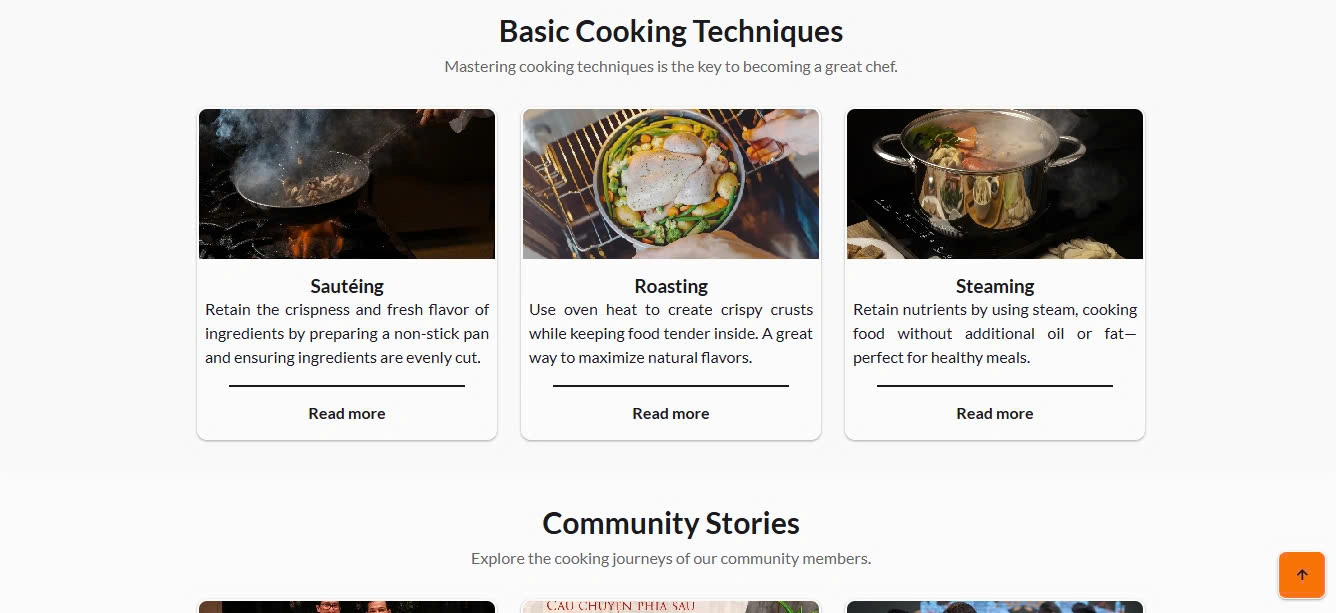 Basic Cooking Techniques
Mastering cooking techniques is the key to becoming a great chef.
Sautéing
Retain the crispness and fresh flavor of
ingredients by preparing a non-stick pan
and ensuring ingredients are evenly cut.
Read more
Roasting
Use oven heat to create crispy crusts
while keeping food tender inside. A great
way to maximize natural flavors.
Read more
Steaming
Retain nutrients by using steam, cooking
food without additional oil or fat—
perfect for healthy meals.
Read more
Community Stories
Explore the cooking journeys of our community members.
CÂU CHUYỆN PHÍA SAU